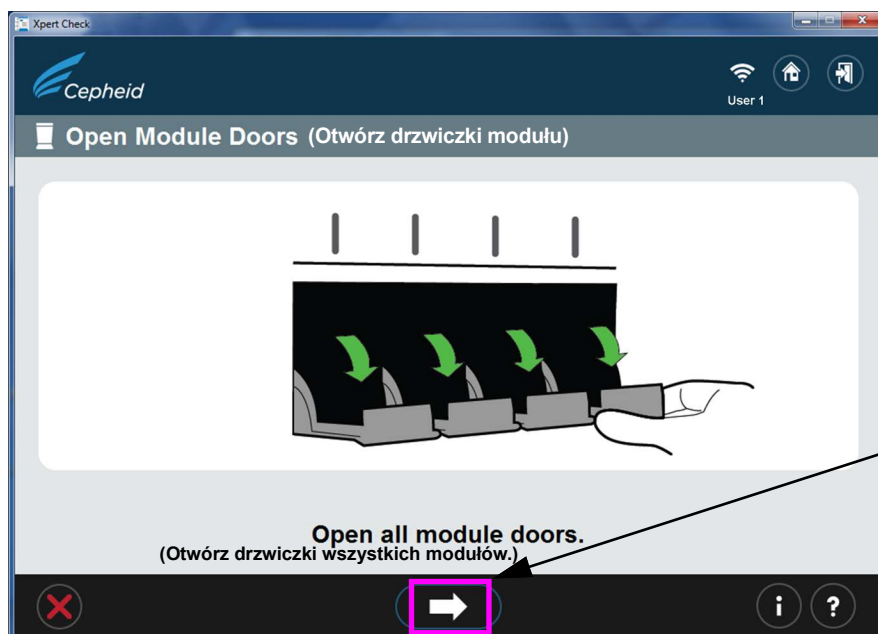 Xpert Check
Cepheid
User 1
Open Module Doors (Otwórz drzwiczki modułu)
Open all module doors.
(Otwórz drzwiczki wszystkich modułów.)
i ?